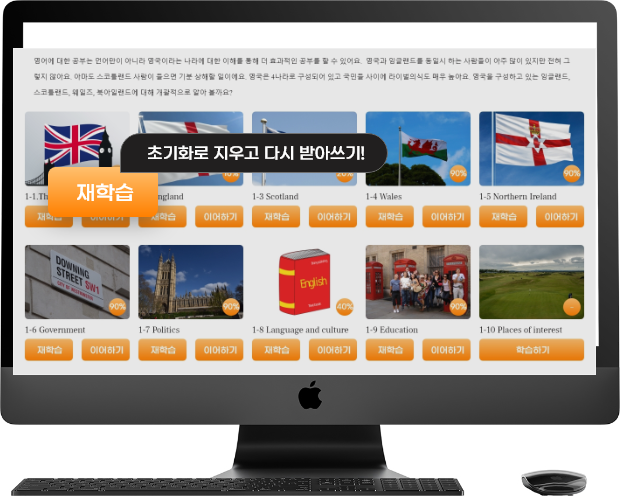 영어에 대한 공부는 언어만이 아니라 영국이라는 나라에 대한 이해를 통해 더 효과적인 공부를 할 수 있어요. 영국과 잉글랜드를 동일시 하는 사람들이 아주 많이 있지만 전혀 그
렇지 않아요. 아마도 스코틀랜드 사람이 들으면 기분 상해할 일이에요. 영국은 4나라로 구성되어 있고 국민들 사이에 라이벌의식도 매우 높아요. 영국을 구성하고 있는 잉글랜드,
스코틀랜드, 웨일즈, 북아일랜드에 대해 개괄적으로 알아 볼까요?
초기화로 지우고 다시 받아쓰기!
90% 90%
재학습
1-3 Scotland 1-4 Wales 1-5 Northern Ireland
재학습 이어하기 재학습 이어하기 재학습 이어하기 재학습 이어하기 재학습 이어하기
DOWNING
STREET SW1
English
90% 90% 40% 90%
1-6 Government 1-7 Politics 1-8 Language and culture 1-9 Education 1-10 Places of interest
재학습 이어하기 재학습 이어하기 재학습 이어하기 재학습 이어하기 학습하기